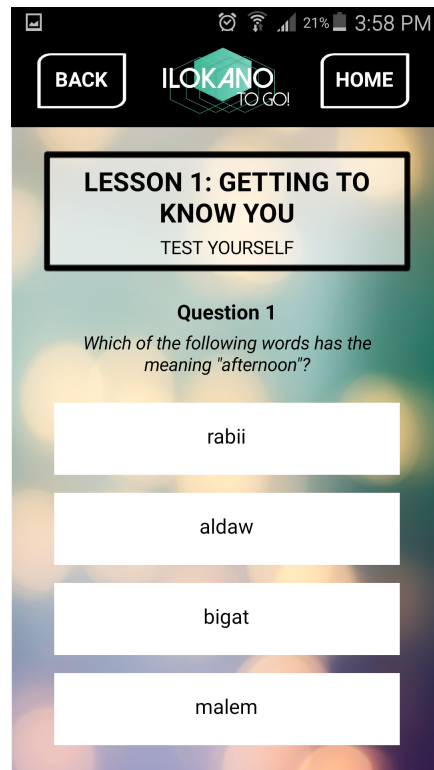 21% 3:58 PM
BACK
ILOKANO
TO GO!
HOME
LESSON 1: GETTING TO
KNOW YOU
TEST YOURSELF
Question 1
Which of the following words has the
meaning "afternoon"?
rabii
aldaw
bigat
malem